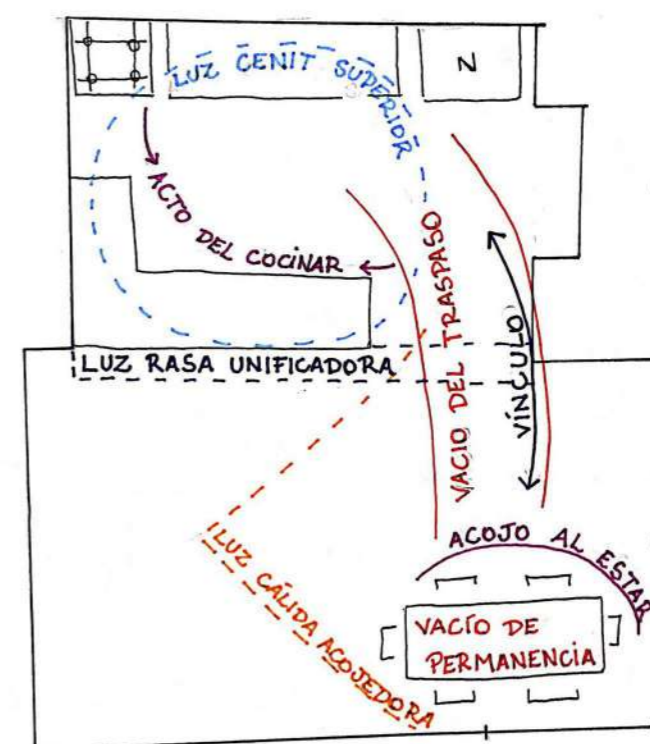 LUZ CENIT SUPERIOR
N
ACTO DEL COCINAR
VACIO DEL TRASPASO
VÍNCULO
LUZ RASA UNIFICADORA
LUZ CÁLIDA ACOJEDORA
ACOJO AL ESTAR
VACÍO DE
PERMANENCIA